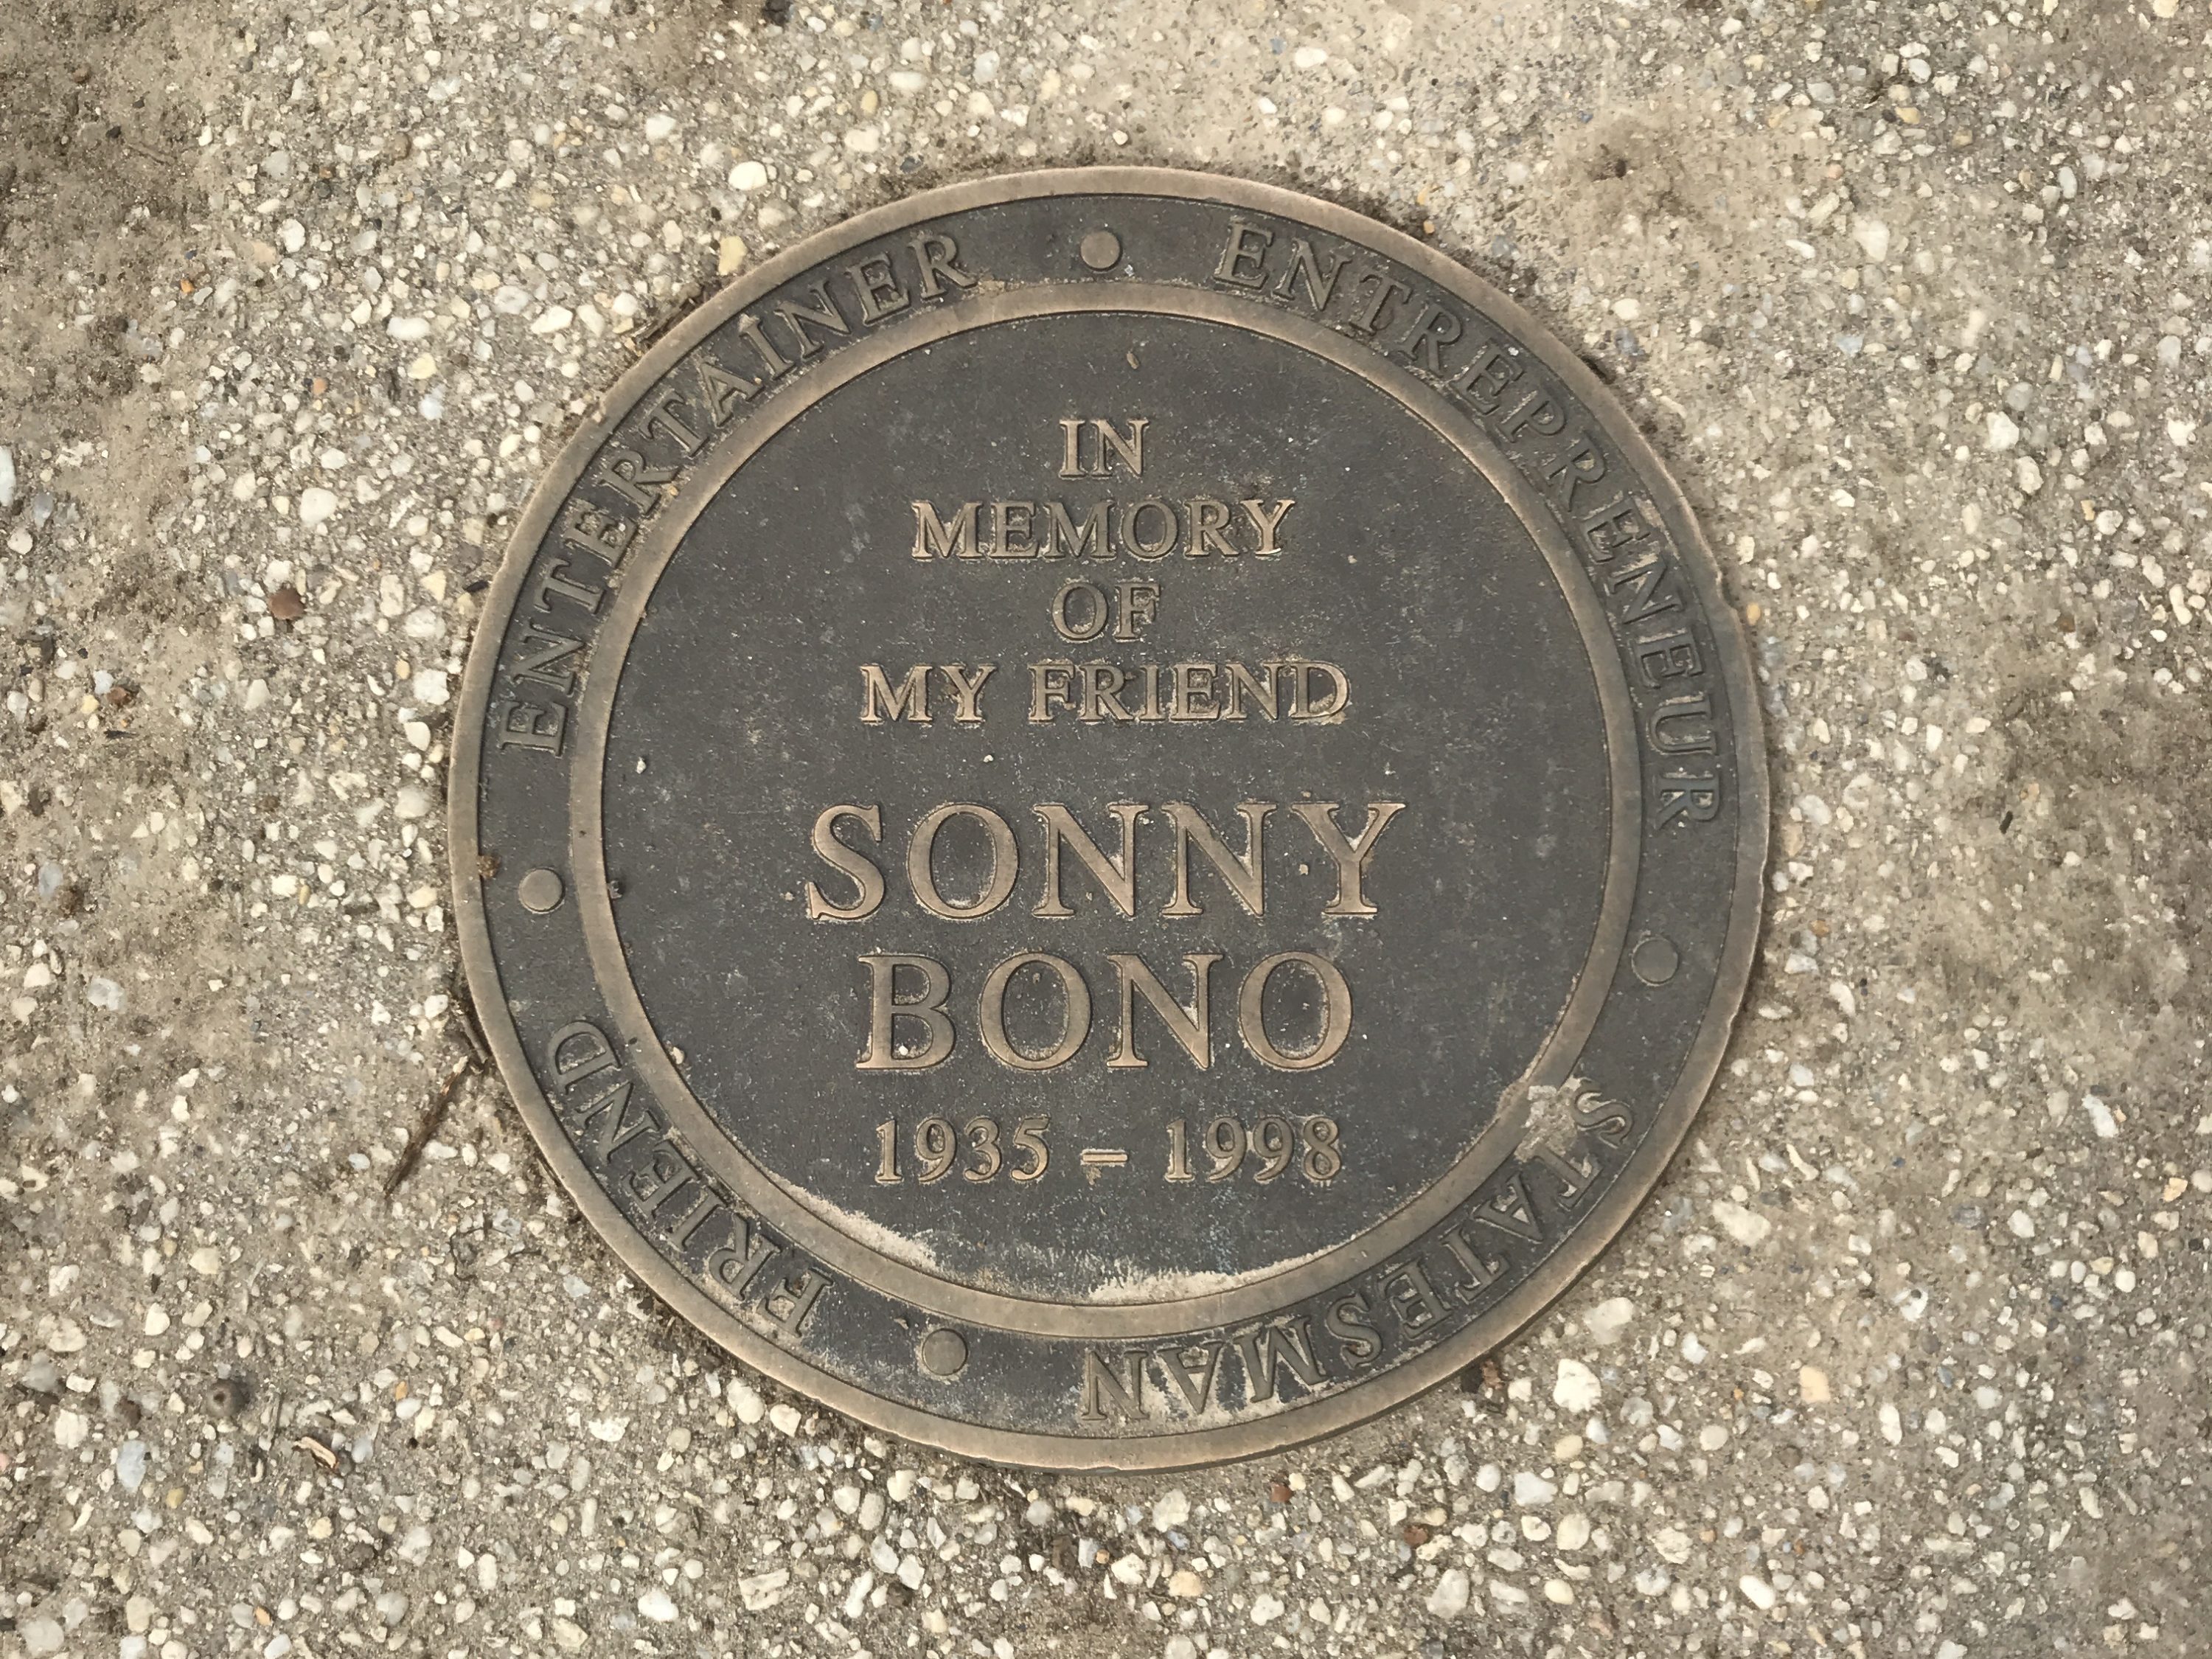 ENTERTAINER • ENTREPRENEUR • STATESMAN • FRIEND •
IN
MEMORY
OF
MY FRIEND
SONNY
BONO
1935 – 1998